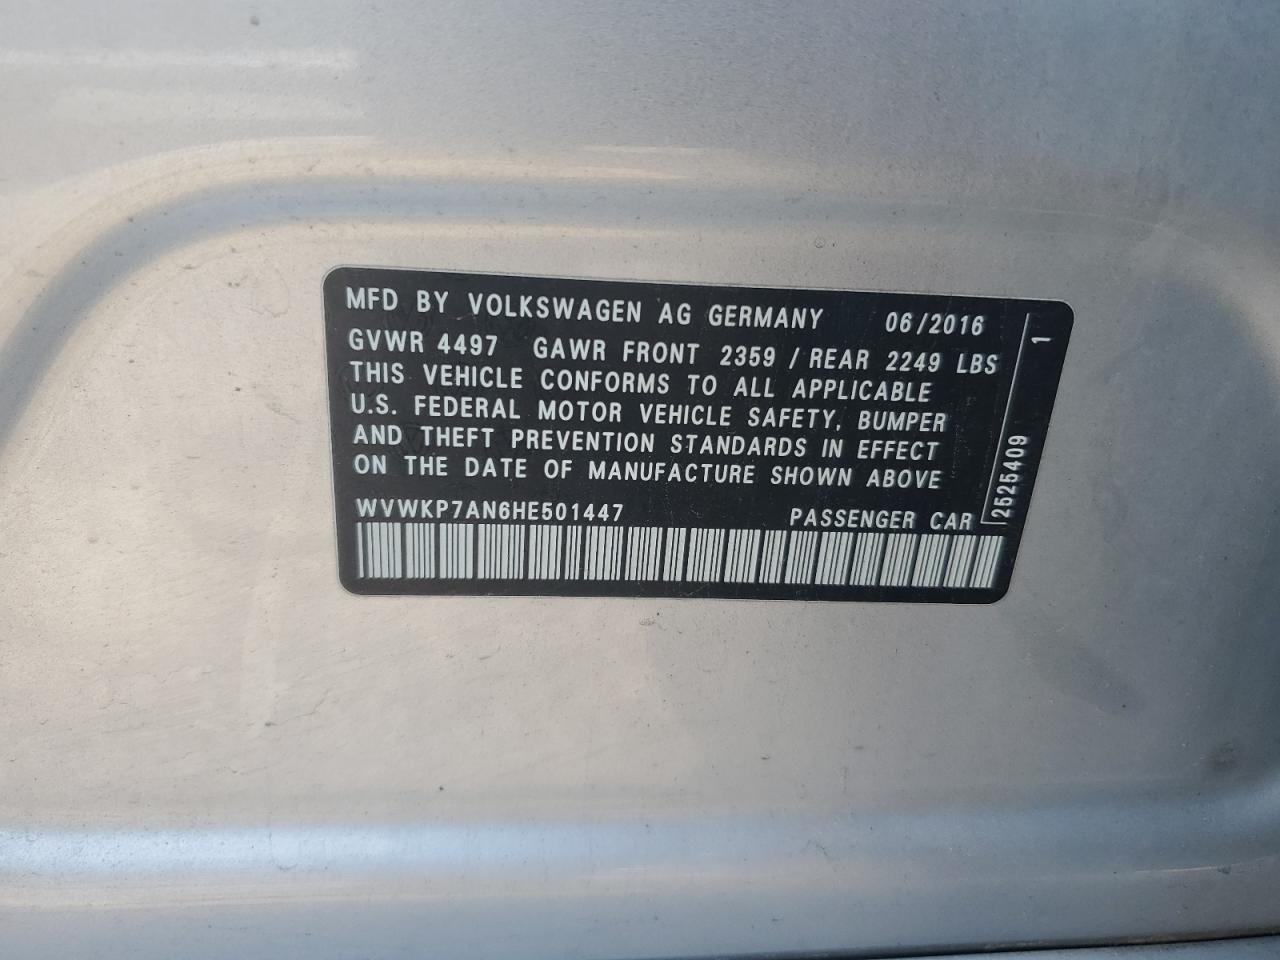 MFD BY VOLKSWAGEN AG GERMANY 06/2016
GVWR 4497 GAWR FRONT 2359 / REAR 2249 LBS
THIS VEHICLE CONFORMS TO ALL APPLICABLE
U.S. FEDERAL MOTOR VEHICLE SAFETY, BUMPER
AND THEFT PREVENTION STANDARDS IN EFFECT
ON THE DATE OF MANUFACTURE SHOWN ABOVE
WVWKP7AN6HE501447 PASSENGER CAR
2525409 1